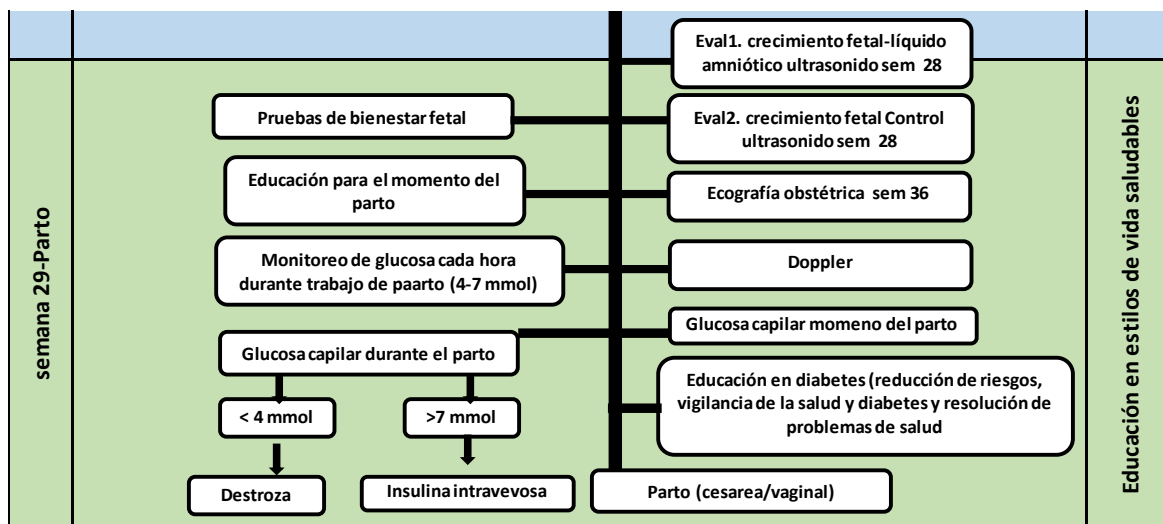 Eval1. crecimiento fetal-líquido
amniótico ultrasonido sem 28
Pruebas de bienestar fetal
Eval2. crecimiento fetal Control
ultrasonido sem 28
Educación para el momento del
parto
Ecografía obstétrica sem 36
Monitoreo de glucosa cada hora
durante trabajo de paarto (4-7 mmol)
Doppler
Glucosa capilar momeno del parto
Glucosa capilar durante el parto
Educación en diabetes (reducción de riesgos,
vigilancia de la salud y diabetes y resolución de
problemas de salud
< 4 mmol
>7 mmol
Destroza
Insulina intravevosa
Parto (cesarea/vaginal)
semana 29-Parto
Educación en estilos de vida saludables